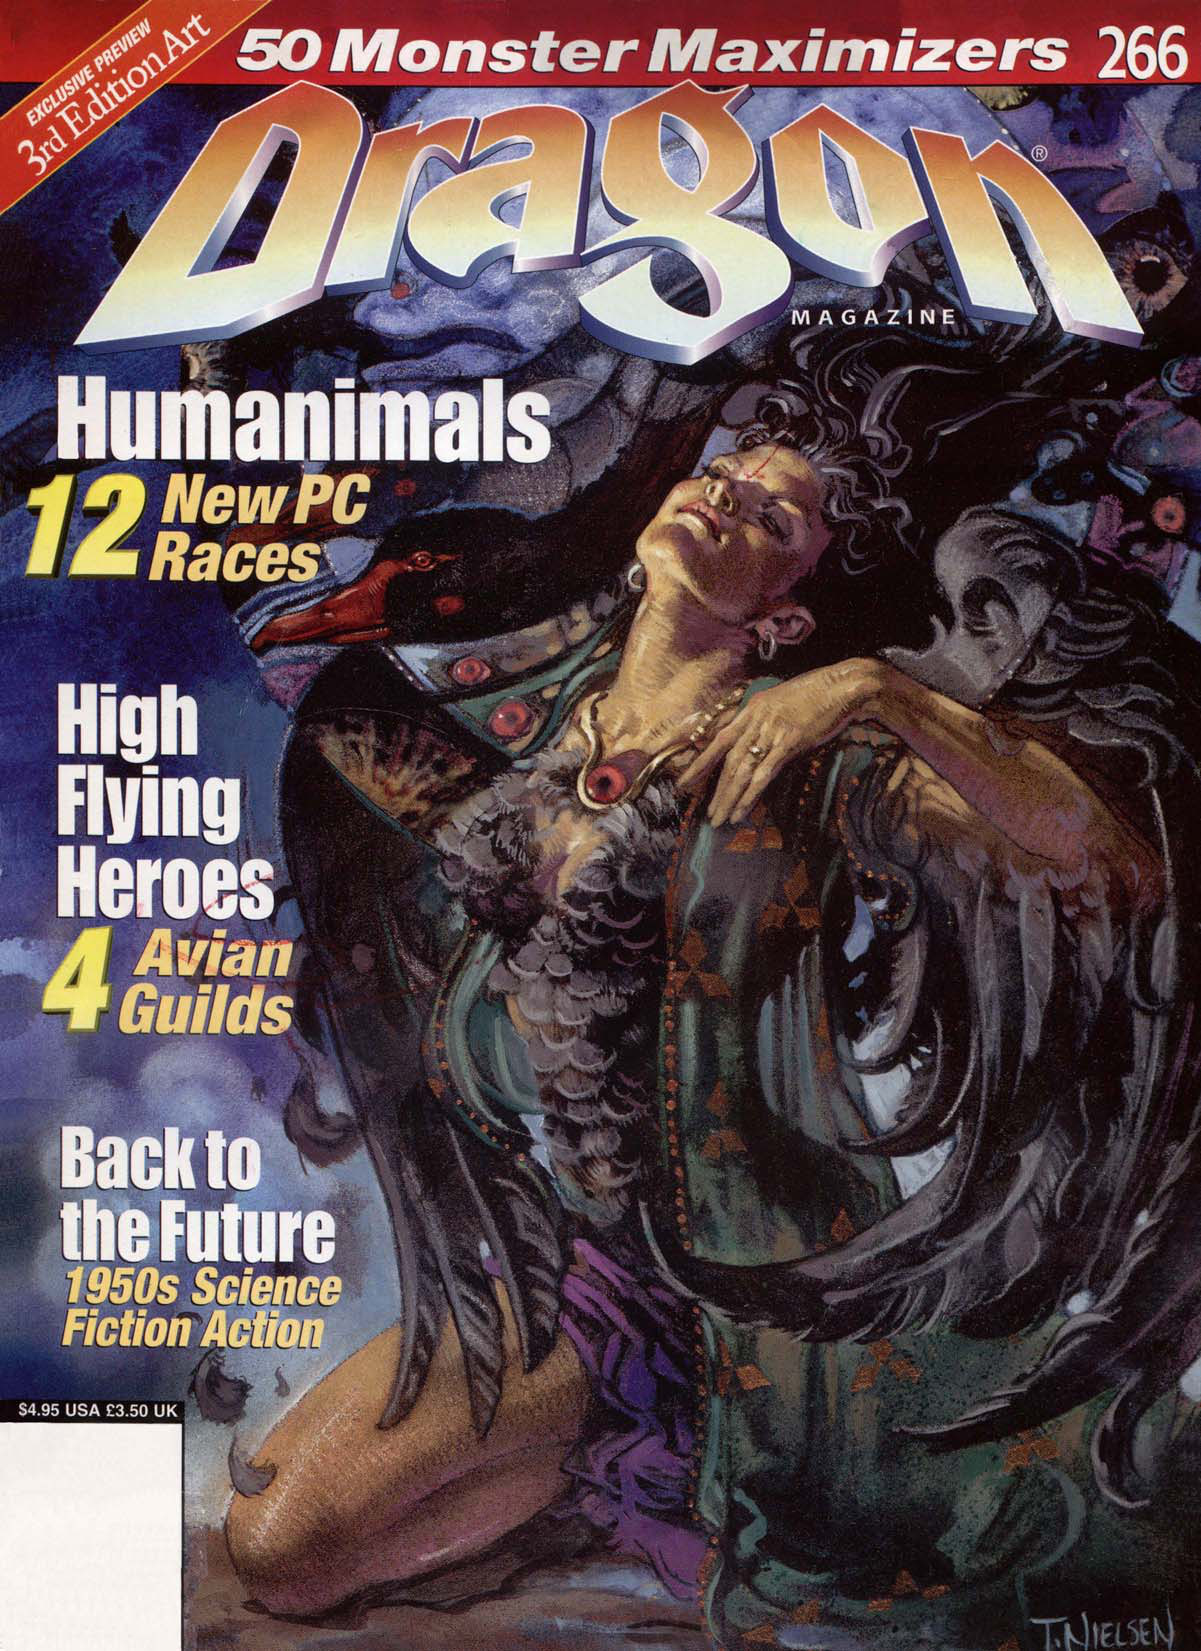 EXCLUSIVE PREVIEW
3rd Edition Art
50 Monster Maximizers 266
Dragon®
MAGAZINE
Humanimals
12 New PC
Races
High
Flying
Heroes
4 Avian
Guilds
Back to
the Future
1950s Science
Fiction Action
$4.95 USA £3.50 UK
T. NIELSEN